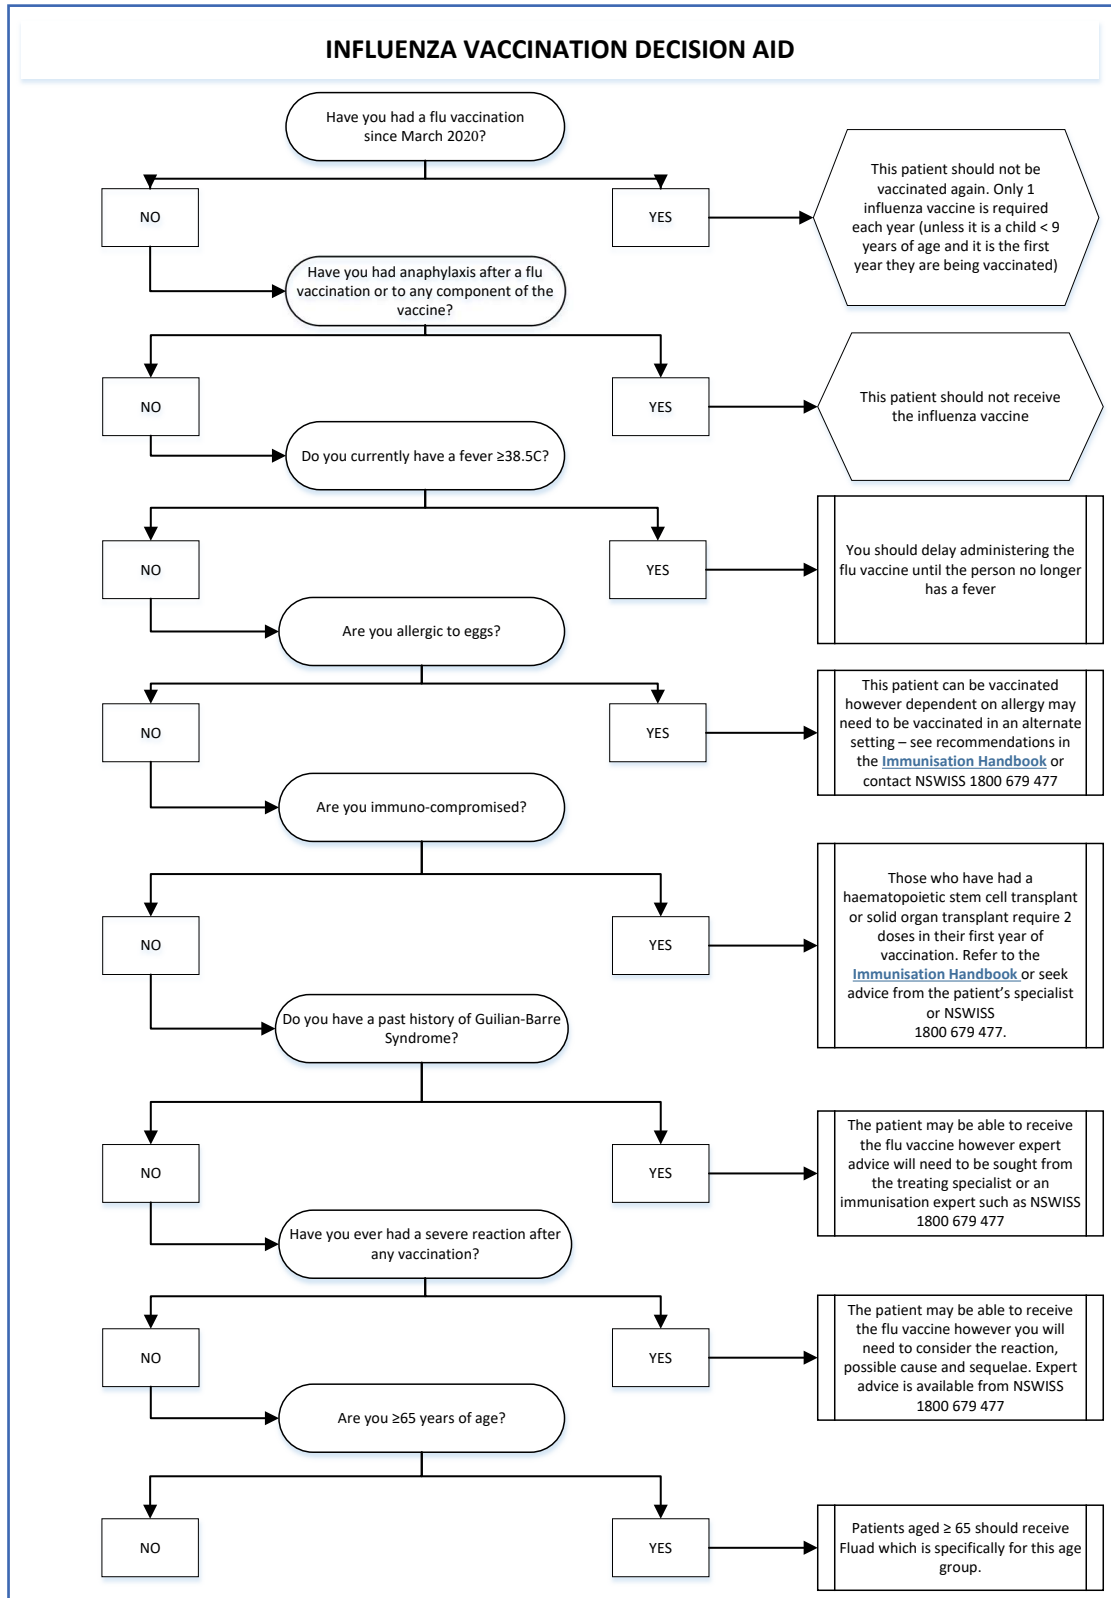 INFLUENZA VACCINATION DECISION AID
Have you had a flu vaccination
since March 2020?
NO
YES
This patient should not be
vaccinated again. Only 1
influenza vaccine is required
each year (unless it is a child < 9
years of age and it is the first
year they are being vaccinated)
Have you had anaphylaxis after a flu
vaccination or to any component of the
vaccine?
NO
YES
This patient should not receive
the influenza vaccine
Do you currently have a fever ≥38.5C?
NO
YES
You should delay administering the
flu vaccine until the person no longer
has a fever
Are you allergic to eggs?
NO
YES
This patient can be vaccinated
however dependent on allergy may
need to be vaccinated in an alternate
setting – see recommendations in
the Immunisation Handbook or
contact NSWISS 1800 679 477
Are you immuno-compromised?
NO
YES
Those who have had a
haematopoietic stem cell transplant
or solid organ transplant require 2
doses in their first year of
vaccination. Refer to the
Immunisation Handbook or seek
advice from the patient's specialist
or NSWISS
1800 679 477.
Do you have a past history of Guilian-Barre
Syndrome?
NO
YES
The patient may be able to receive
the flu vaccine however expert
advice will need to be sought from
the treating specialist or an
immunisation expert such as NSWISS
1800 679 477
Have you ever had a severe reaction after
any vaccination?
NO
YES
The patient may be able to receive
the flu vaccine however you will
need to consider the reaction,
possible cause and sequelae. Expert
advice is available from NSWISS
1800 679 477
Are you ≥65 years of age?
NO
YES
Patients aged ≥ 65 should receive
Fluad which is specifically for this age
group.